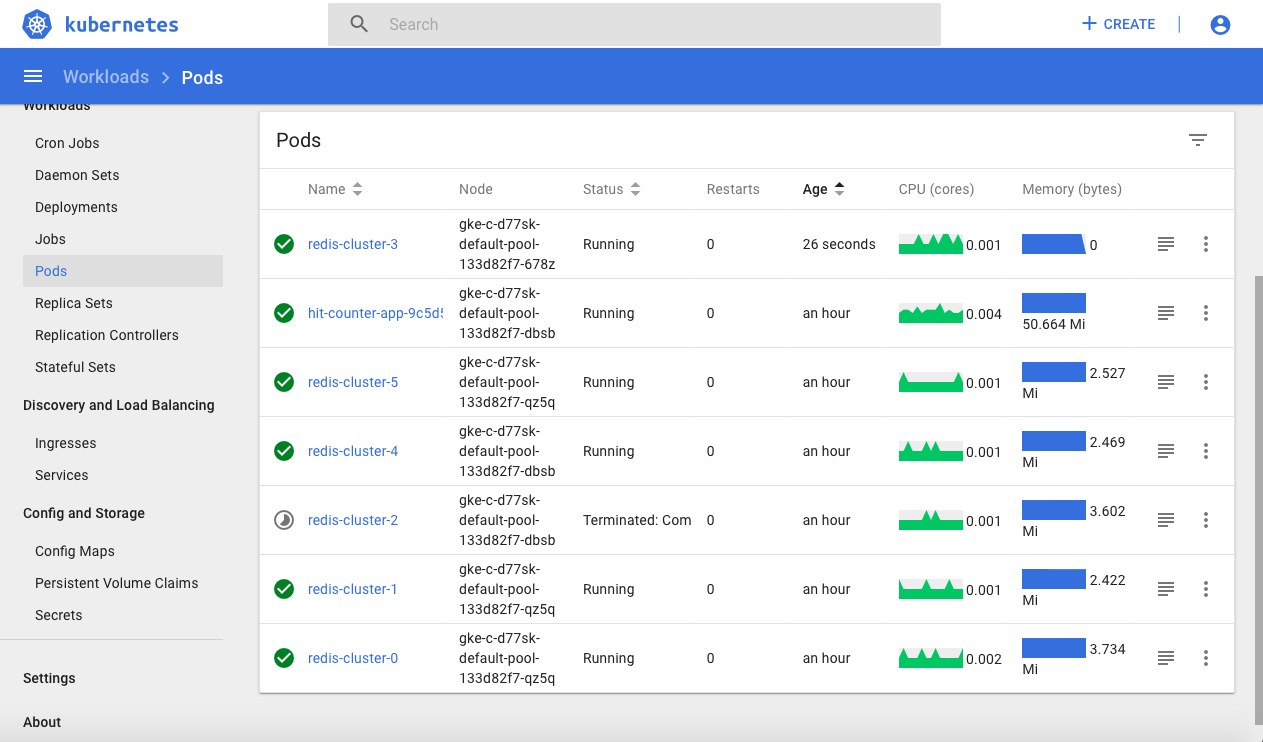 kubernetes
Search
CREATE
Workloads
Pods
Workloads
Cron Jobs
Daemon Sets
Deployments
Jobs
Pods
Replica Sets
Replication Controllers
Stateful Sets
Discovery and Load Balancing
Ingresses
Services
Config and Storage
Config Maps
Persistent Volume Claims
Secrets
Settings
About
Pods
Name Node Status Restarts Age CPU (cores) Memory (bytes)
gke-c-d77sk-
redis-cluster-3 default-pool- Running 0 26 seconds 0.001 0
133d82f7-678z
gke-c-d77sk-
hit-counter-app-9c5d5 default-pool- Running 0 an hour 0.004
133d82f7-dbsb 50.664 Mi
gke-c-d77sk- 2.527
redis-cluster-5 default-pool- Running 0 an hour 0.001
133d82f7-qz5q Mi
gke-c-d77sk- 2.469
redis-cluster-4 default-pool- Running 0 an hour 0.001
133d82f7-dbsb Mi
gke-c-d77sk- 3.602
redis-cluster-2 default-pool- Terminated: Com 0 an hour 0.001
133d82f7-dbsb Mi
gke-c-d77sk- 2.422
redis-cluster-1 default-pool- Running 0 an hour 0.001
133d82f7-qz5q Mi
gke-c-d77sk- 3.734
redis-cluster-0 default-pool- Running 0 an hour 0.002
133d82f7-qz5q Mi